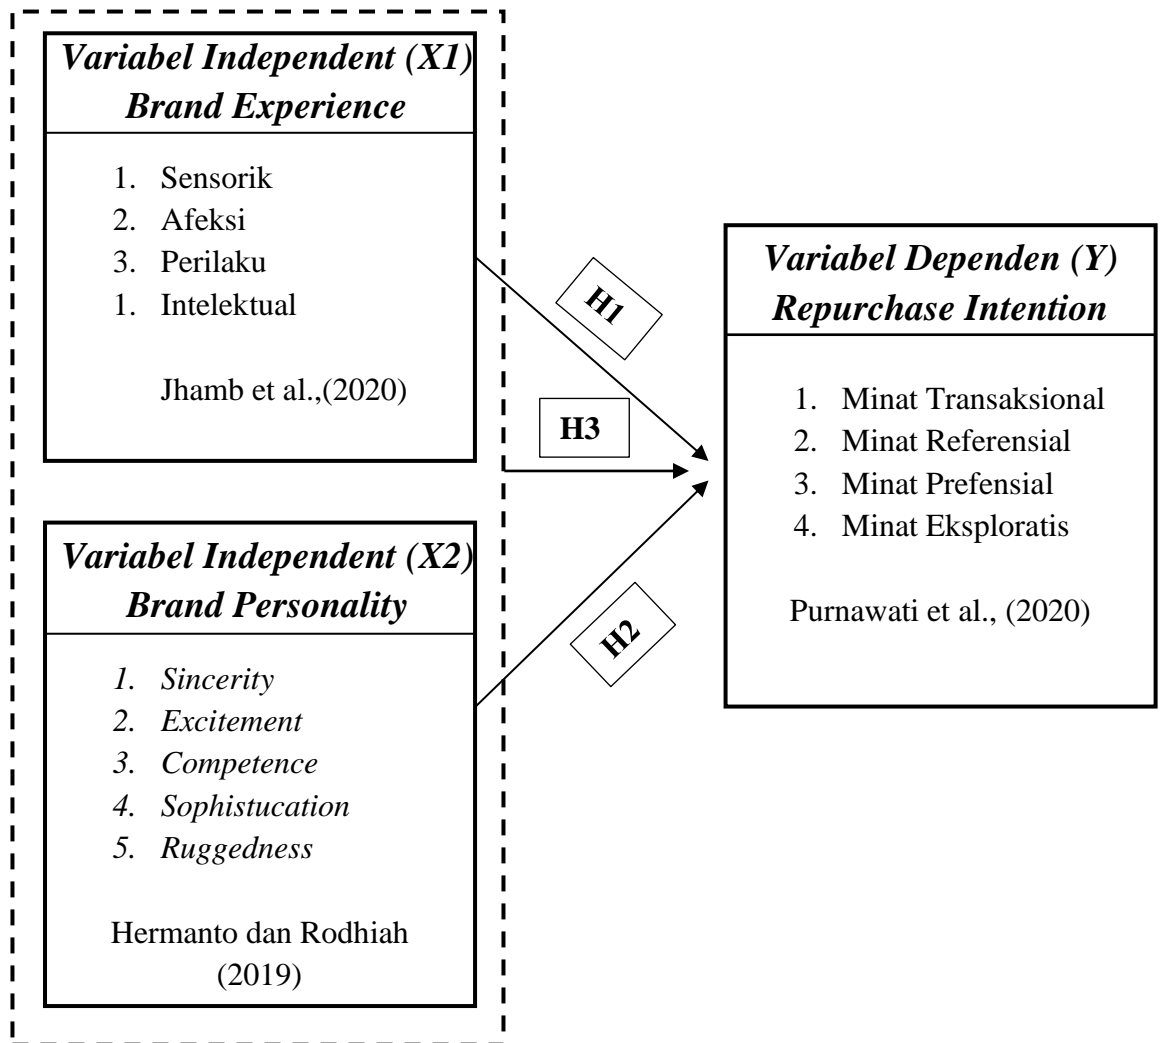 Variabel Independent (X1)
Brand Experience
1. Sensorik
2. Afeksi
3. Perilaku
1. Intelektual
Jhamb et al.,(2020)
H1
H3
H2
Variabel Independent (X2)
Brand Personality
1. Sincerity
2. Excitement
3. Competence
4. Sophistucation
5. Ruggedness
Hermanto dan Rodhiah
(2019)
Variabel Dependen (Y)
Repurchase Intention
1. Minat Transaksional
2. Minat Referensial
3. Minat Prefensial
4. Minat Eksploratis
Purnawati et al., (2020)